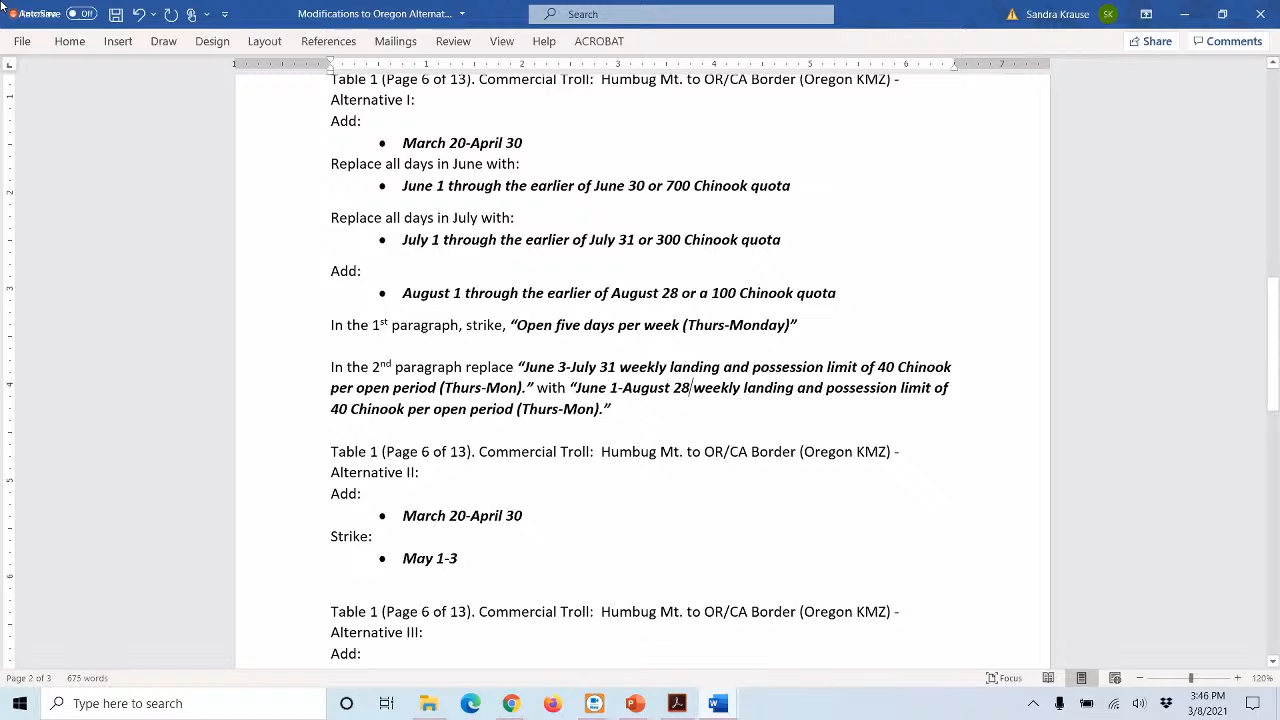 AutoSave Off Modifications to Oregon Alternat... Search Sandra Krause SK
File Home Insert Draw Design Layout References Mailings Review View Help ACROBAT Share Comments
1 1 2 3 4 5 6 7
Table 1 (Page 6 of 13). Commercial Troll: Humbug Mt. to OR/CA Border (Oregon KMZ) -
Alternative I:
Add:
• March 20-April 30
Replace all days in June with:
• June 1 through the earlier of June 30 or 700 Chinook quota
Replace all days in July with:
• July 1 through the earlier of July 31 or 300 Chinook quota
Add:
• August 1 through the earlier of August 28 or a 100 Chinook quota
In the 1st paragraph, strike, “Open five days per week (Thurs-Monday)”
In the 2nd paragraph replace “June 3-July 31 weekly landing and possession limit of 40 Chinook
per open period (Thurs-Mon).” with “June 1-August 28 weekly landing and possession limit of
40 Chinook per open period (Thurs-Mon).”
Table 1 (Page 6 of 13). Commercial Troll: Humbug Mt. to OR/CA Border (Oregon KMZ) -
Alternative II:
Add:
• March 20-April 30
Strike:
• May 1-3
Table 1 (Page 6 of 13). Commercial Troll: Humbug Mt. to OR/CA Border (Oregon KMZ) -
Alternative III:
Add:
Page 2 of 3 675 words Focus 120%
Type here to search 3:46 PM
3/8/2021